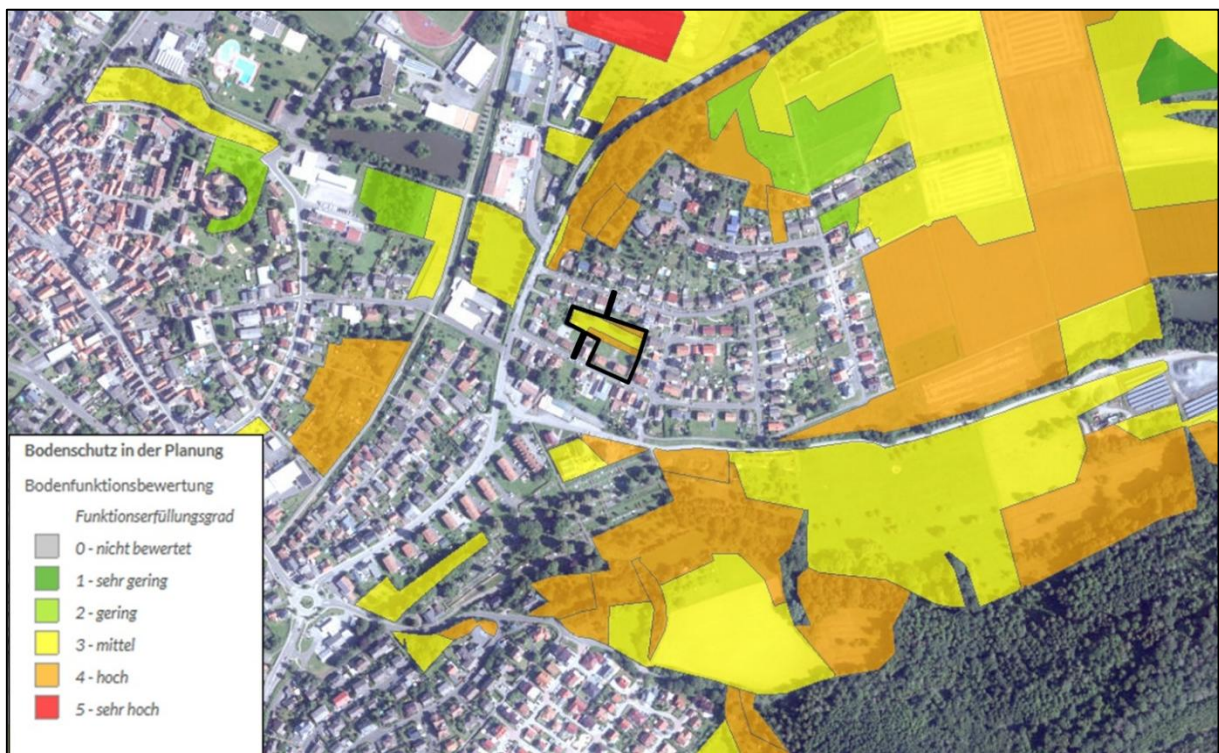 Bodenschutz in der Planung
Bodenfunktionsbewertung
Funktionserfüllungsgrad
0 - nicht bewertet
1 - sehr gering
2 - gering
3 - mittel
4 - hoch
5 - sehr hoch